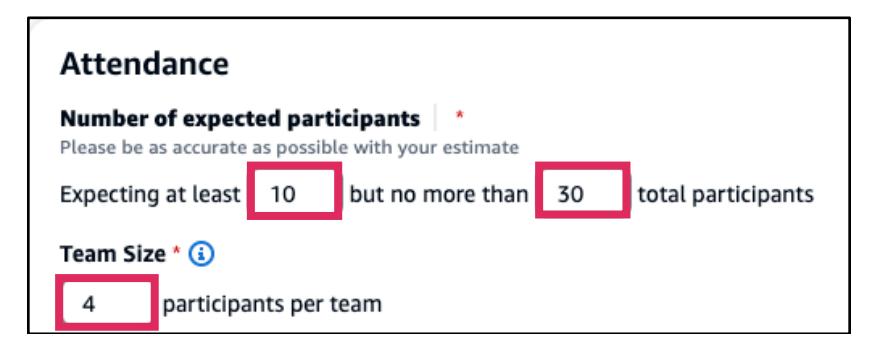 Attendance
Number of expected participants *
Please be as accurate as possible with your estimate
Expecting at least 10 but no more than 30 total participants
Team Size * i
4 participants per team